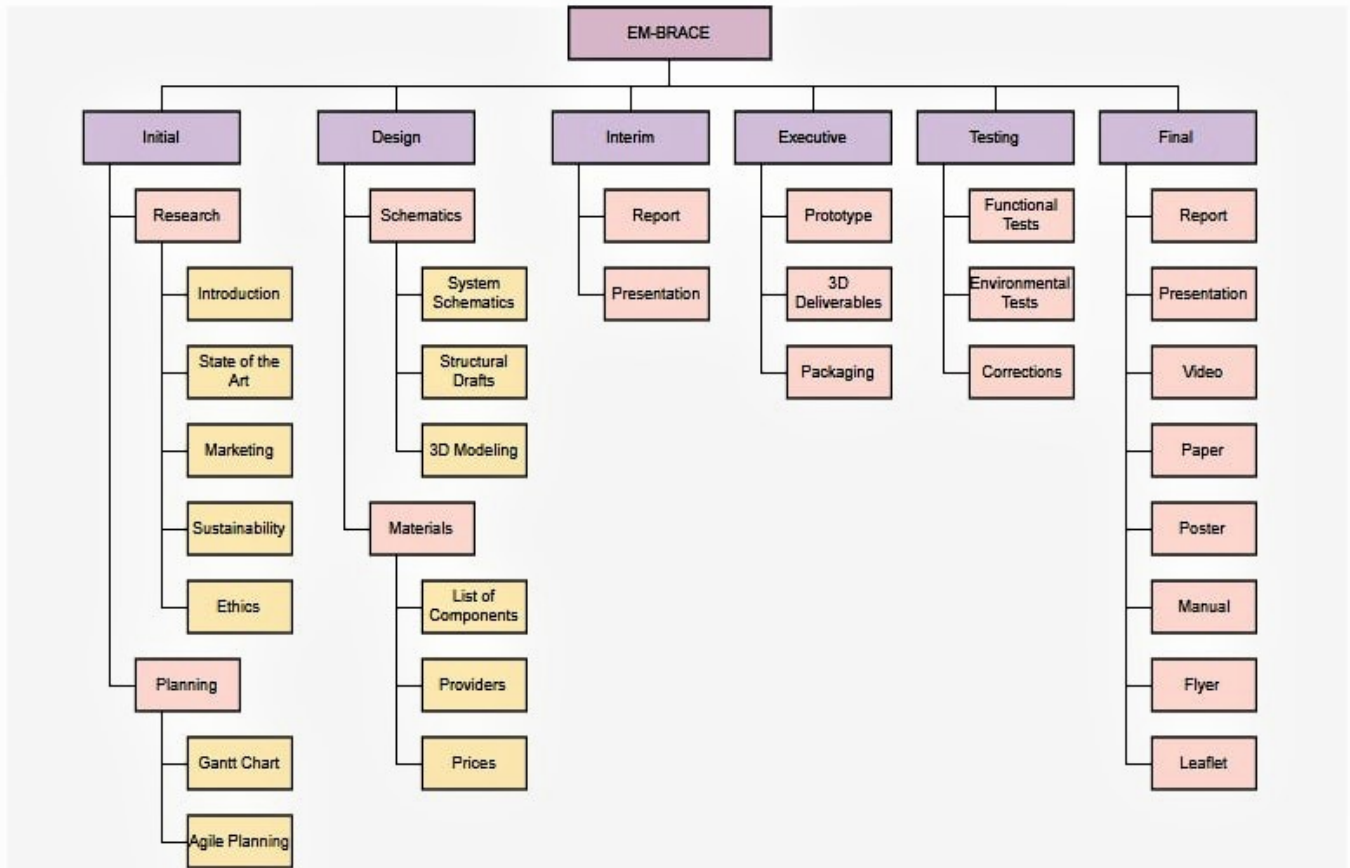 EM-BRACE
Initial
Design
Interim
Executive
Testing
Final
Research
Introduction
State of the
Art
Marketing
Sustainability
Ethics
Planning
Gantt Chart
Agile Planning
Schematics
System
Schematics
Structural
Drafts
3D Modeling
Materials
List of
Components
Providers
Prices
Report
Presentation
Prototype
3D
Deliverables
Packaging
Functional
Tests
Environmental
Tests
Corrections
Report
Presentation
Video
Paper
Poster
Manual
Flyer
Leaflet